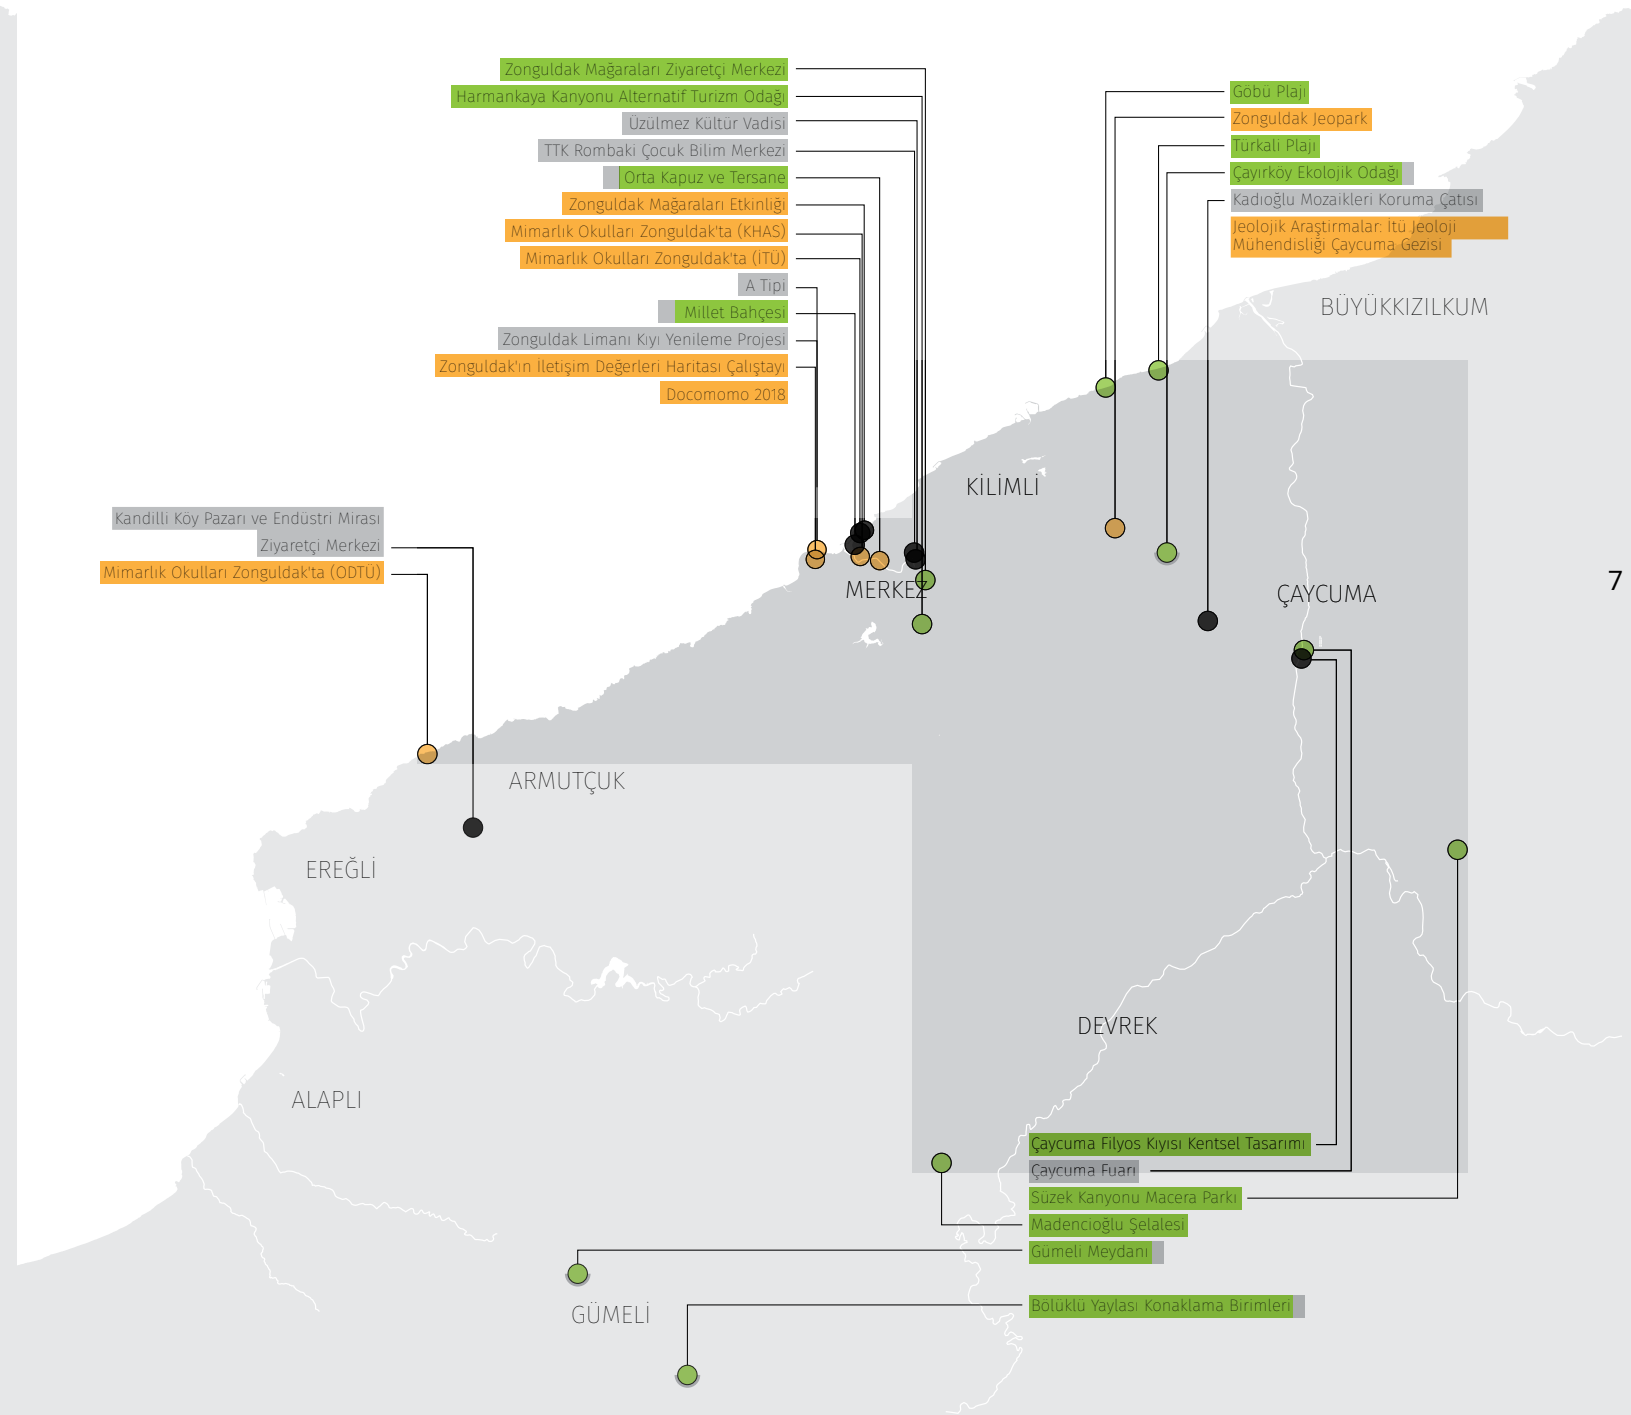 Zonguldak Mağaraları Ziyaretçi Merkezi
Harmankaya Kanyonu Alternatif Turizm Odağı
Üzülmez Kültür Vadisi
TTK Rombaki Çocuk Bilim Merkezi
Orta Kapuz ve Tersane
Zonguldak Mağaraları Etkinliği
Mimarlık Okulları Zonguldak'ta (KHAS)
Mimarlık Okulları Zonguldak'ta (İTÜ)
A Tipi
Millet Bahçesi
Zonguldak Limanı Kıyı Yenileme Projesi
Zonguldak'ın İletişim Değerleri Haritası Çalıştayı
Docomomo 2018
Göbü Plajı
Zonguldak Jeopark
Türkali Plajı
Çayırköy Ekolojik Odağı
Kadıoğlu Mozaikleri Koruma Çatısı
Jeolojik Araştırmalar: İtü Jeoloji
Mühendisliği Çaycuma Gezisi
BÜYÜKKIZILKUM
KİLİMLİ
Kandilli Köy Pazarı ve Endüstri Mirası
Ziyaretçi Merkezi
Mimarlık Okulları Zonguldak'ta (ODTÜ)
MERKEZ
ÇAYCUMA
7
ARMUTÇUK
EREĞLİ
DEVREK
ALAPLI
Çaycuma Filyos Kıyısı Kentsel Tasarımı
Çaycuma Fuarı
Süzek Kanyonu Macera Parkı
Madencioğlu Şelalesi
Gümeli Meydanı
GÜMELİ
Bölüklü Yaylası Konaklama Birimleri